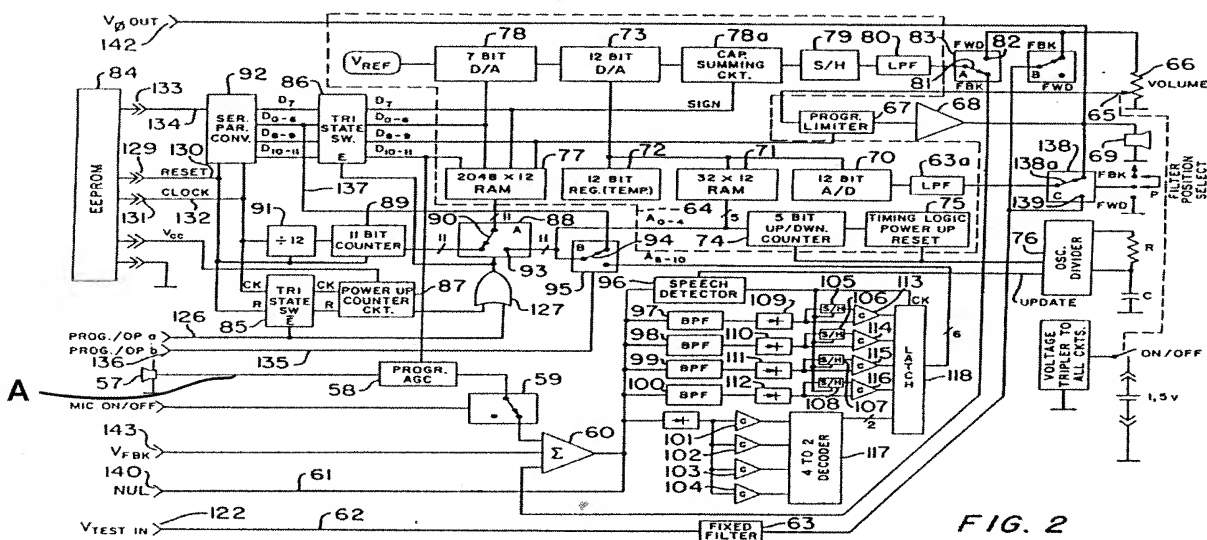 VØ OUT
142
84
EEPROM
133
134
129
130
RESET
131
CLOCK
132
Vcc
92
SER. PAR. CONV.
D7
D0-6
D8-9
D10-11
86
TRI STATE SW.
E
D7
D0-6
D8-9
D10-11
137
VREF
78
7 BIT D/A
73
12 BIT D/A
78a
CAP. SUMMING CKT.
79
S/H
80
LPF
83
FWD
82
81
A
FBK
FBK
B
FWD
66
VOLUME
65
SIGN
PROGR. LIMITER
67
68
69
77
2048 X 12 RAM
72
12 BIT REG.(TEMP.)
71
32 X 12 RAM
70
12 BIT A/D
63a
LPF
138a
138
FBK
C
139
FWD
P
FILTER POSITION SELECT
91
÷ 12
89
11 BIT COUNTER
11
90
11
88
A
93
11
64
A0-4
5
74
5 BIT UP/DWN. COUNTER
75
TIMING LOGIC POWER UP RESET
B
94
95
A5-10
76
OSC. DIVIDER
R
C
UPDATE
CK
R
TRI STATE SW
E
85
CK
R
POWER UP COUNTER CKT.
87
127
96
SPEECH DETECTOR
PROG./OP a
126
PROG./OP b
135
136
57
A
58
PROGR. AGC
59
MIC ON/OFF
143
VFBK
60
Σ
140
NUL
61
122
VTEST IN
62
63
FIXED FILTER
97
BPF
98
BPF
99
BPF
100
BPF
109
110
111
112
105
S/H
106
S/H
S/H
107
S/H
108
113
C
114
C
115
C
116
C
CK
LATCH
118
6
101
C
102
C
103
C
104
C
4 TO 2 DECODER
117
2
VOLTAGE TRIPLER TO ALL CKTS.
ON/OFF
1.5v
FIG. 2